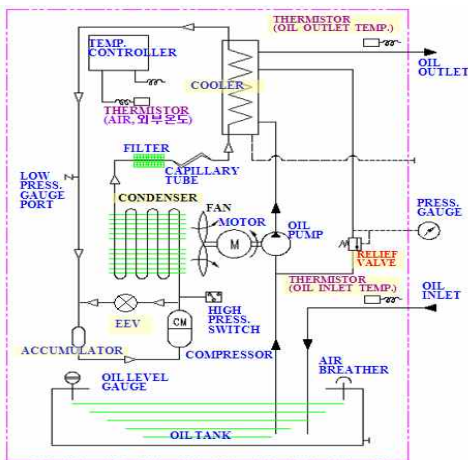 THERMISTOR
(OIL OUTLET TEMP.)
TEMP.
CONTROLLER
OIL
OUTLET
COOLER
THERMISTOR
(AIR, 외부온도)
FILTER
CAPILLARY
TUBE
LOW
PRESS.
GAUGE
PORT
CONDENSER
FAN
MOTOR
M
OIL
PUMP
PRESS.
GAUGE
RELIEF
VALVE
THERMISTOR
(OIL INLET TEMP.)
OIL
INLET
EEV
CM
HIGH
PRESS.
SWITCH
ACCUMULATOR
COMPRESSOR
OIL LEVEL
GAUGE
AIR
BREATHER
OIL TANK